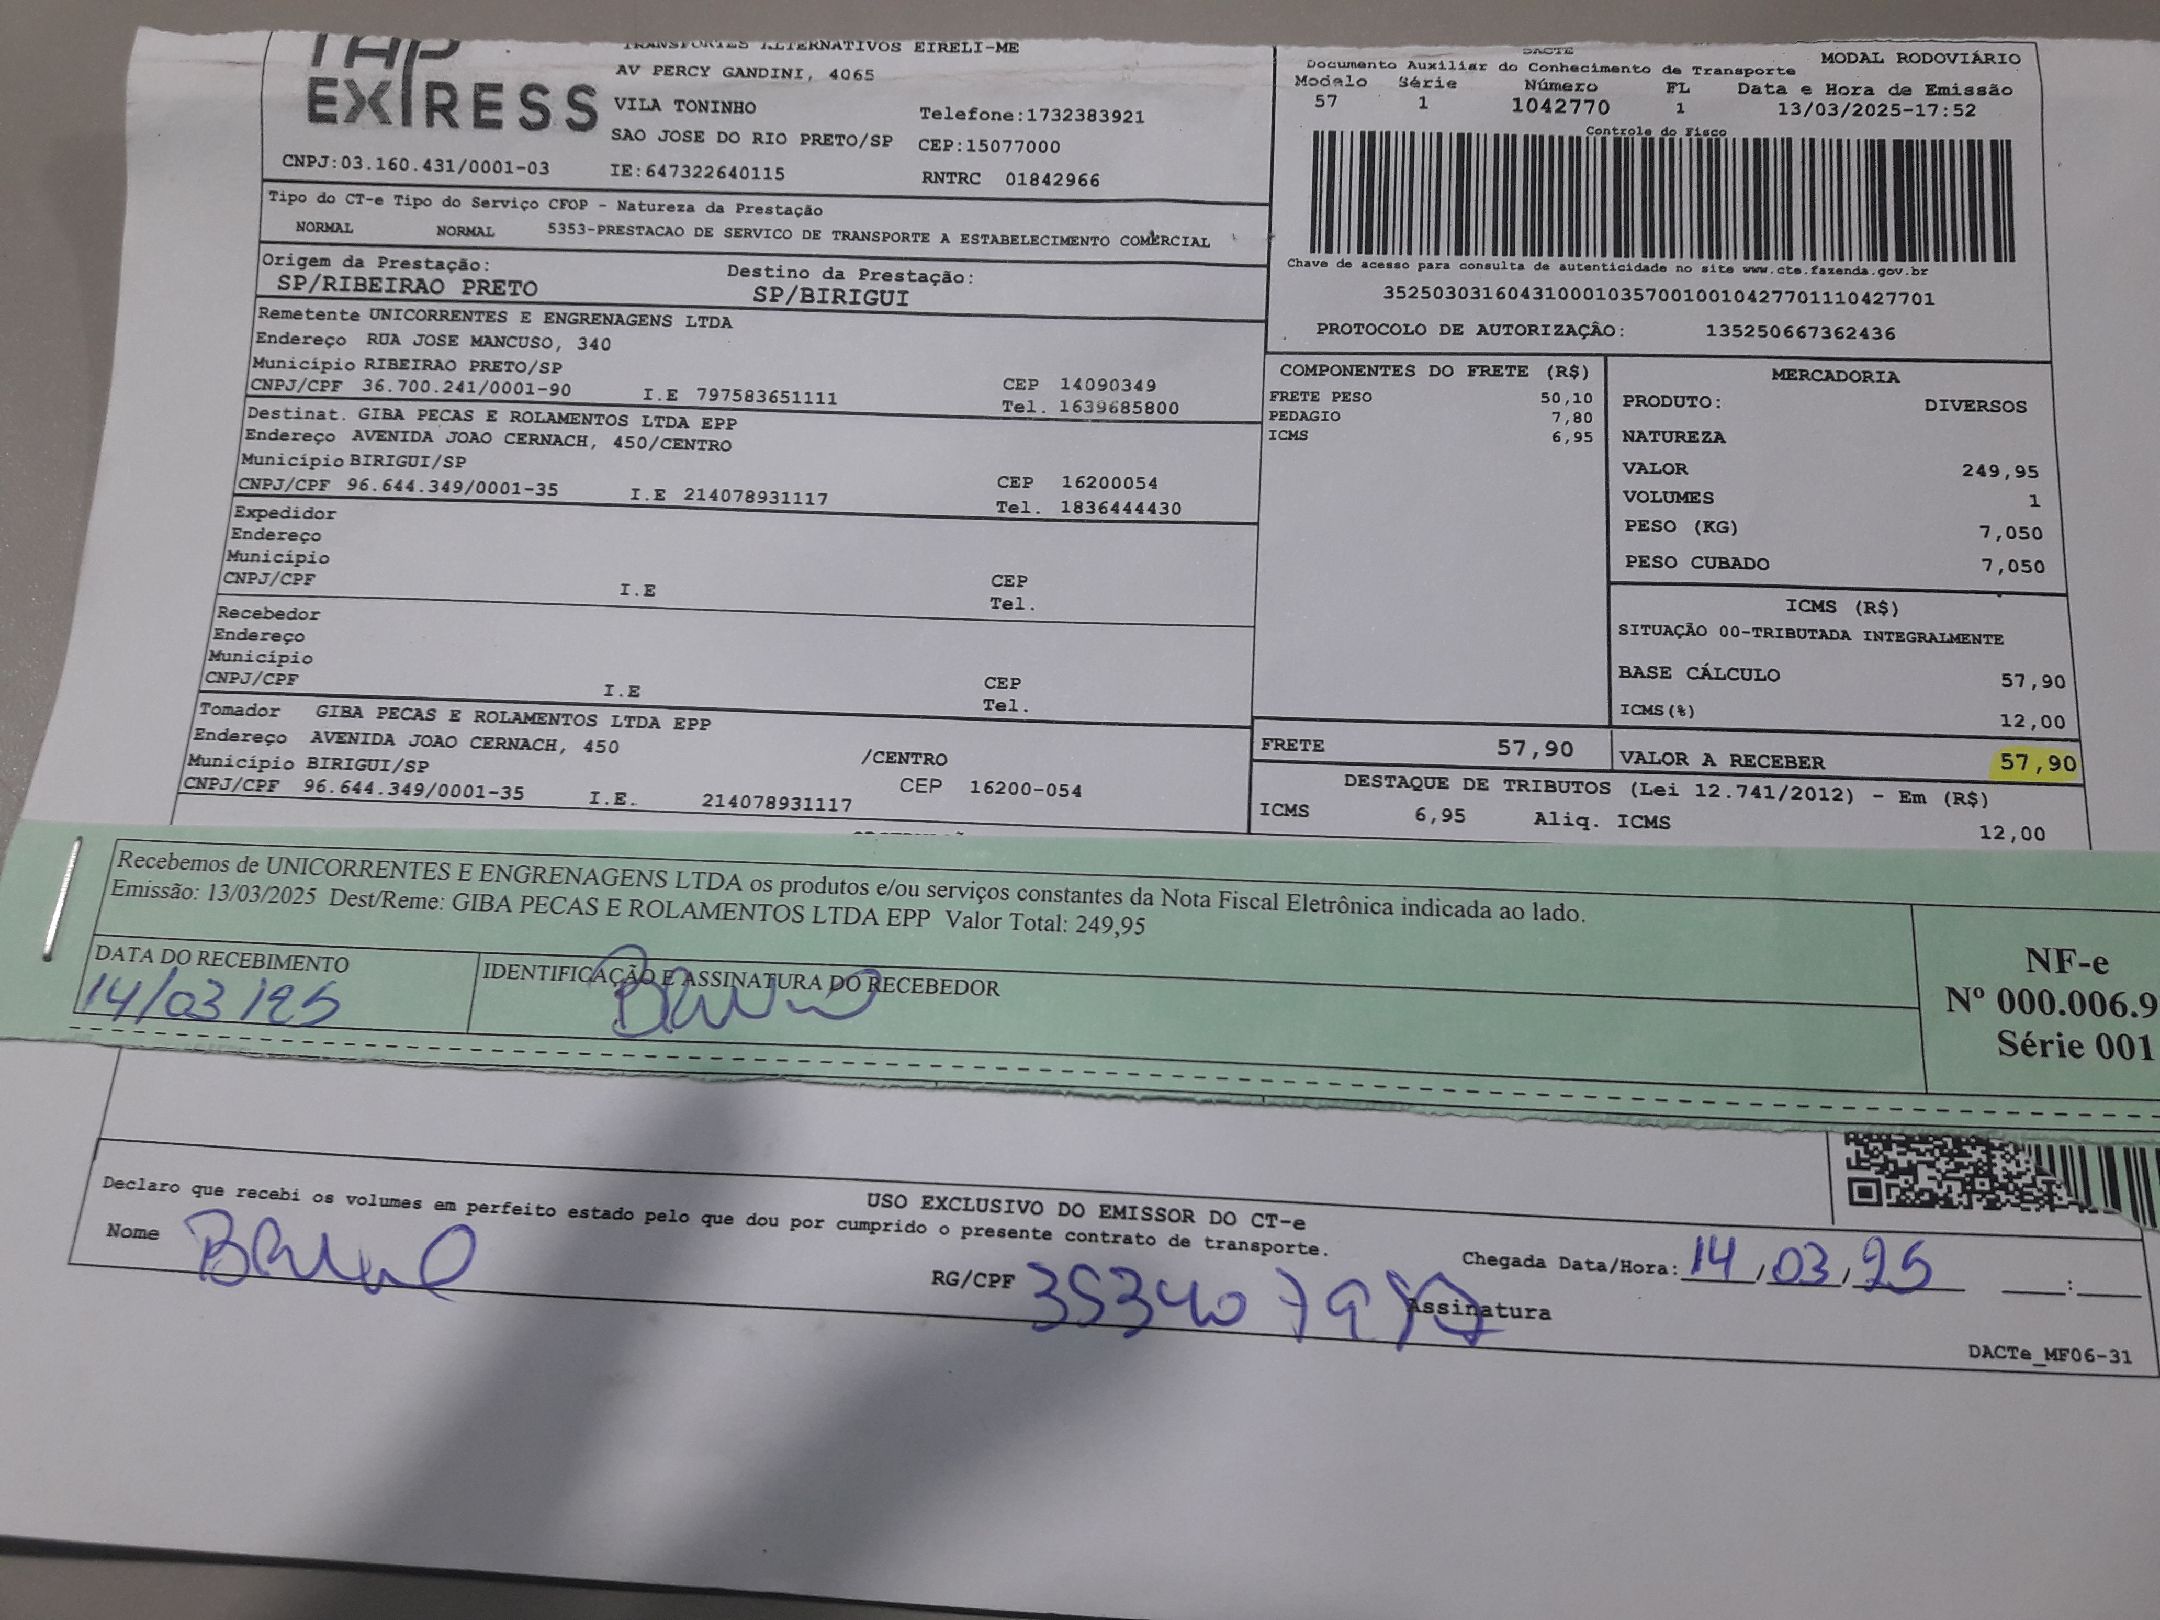 TAP
EXPRESS
TRANSPORTES ALTERNATIVOS EIRELI-ME
AV PERCY GANDINI, 4065
VILA TONINHO
Telefone:1732383921
SAO JOSE DO RIO PRETO/SP CEP:15077000
CNPJ:03.160.431/0001-03 IE:647322640115 RNTRC 01842966
DACTE
Documento Auxiliar do Conhecimento de Transporte MODAL RODOVIÁRIO
Modelo Série Número FL Data e Hora de Emissão
57 1 1042770 1 13/03/2025-17:52
Controle do Fisco
Chave de acesso para consulta de autenticidade no site www.cte.fazenda.gov.br
35250303160431000103570010010427701110427701
PROTOCOLO DE AUTORIZAÇÃO: 135250667362436
Tipo do CT-e Tipo do Serviço CFOP - Natureza da Prestação
NORMAL NORMAL 5353-PRESTACAO DE SERVICO DE TRANSPORTE A ESTABELECIMENTO COMERCIAL
Origem da Prestação: Destino da Prestação:
SP/RIBEIRAO PRETO SP/BIRIGUI
Remetente UNICORRENTES E ENGRENAGENS LTDA
Endereço RUA JOSE MANCUSO, 340
Município RIBEIRAO PRETO/SP CEP 14090349
CNPJ/CPF 36.700.241/0001-90 I.E 797583651111 Tel. 1639685800
Destinat. GIBA PECAS E ROLAMENTOS LTDA EPP
Endereço AVENIDA JOAO CERNACH, 450/CENTRO
Município BIRIGUI/SP CEP 16200054
CNPJ/CPF 96.644.349/0001-35 I.E 214078931117 Tel. 1836444430
Expedidor
Endereço
Município CEP
CNPJ/CPF I.E Tel.
Recebedor
Endereço
Município CEP
CNPJ/CPF I.E Tel.
Tomador GIBA PECAS E ROLAMENTOS LTDA EPP
Endereço AVENIDA JOAO CERNACH, 450 /CENTRO
Município BIRIGUI/SP CEP 16200-054
CNPJ/CPF 96.644.349/0001-35 I.E. 214078931117
COMPONENTES DO FRETE (R$)
FRETE PESO 50,10
PEDAGIO 7,80
ICMS 6,95
MERCADORIA
PRODUTO: DIVERSOS
NATUREZA
VALOR 249,95
VOLUMES 1
PESO (KG) 7,050
PESO CUBADO 7,050
ICMS (R$)
SITUAÇÃO 00-TRIBUTADA INTEGRALMENTE
BASE CÁLCULO 57,90
ICMS(%) 12,00
FRETE 57,90 VALOR A RECEBER 57,90
DESTAQUE DE TRIBUTOS (Lei 12.741/2012) - Em (R$)
ICMS 6,95 Aliq. ICMS 12,00
Recebemos de UNICORRENTES E ENGRENAGENS LTDA os produtos e/ou serviços constantes da Nota Fiscal Eletrônica indicada ao lado.
Emissão: 13/03/2025 Dest/Reme: GIBA PECAS E ROLAMENTOS LTDA EPP Valor Total: 249,95
DATA DO RECEBIMENTO IDENTIFICAÇÃO E ASSINATURA DO RECEBEDOR
14/03/25
NF-e
Nº 000.006.9
Série 001
USO EXCLUSIVO DO EMISSOR DO CT-e
Declaro que recebi os volumes em perfeito estado pelo que dou por cumprido o presente contrato de transporte.
Nome
RG/CPF Assinatura
Chegada Data/Hora: 14/03/25 :
DACTe_MF06-31